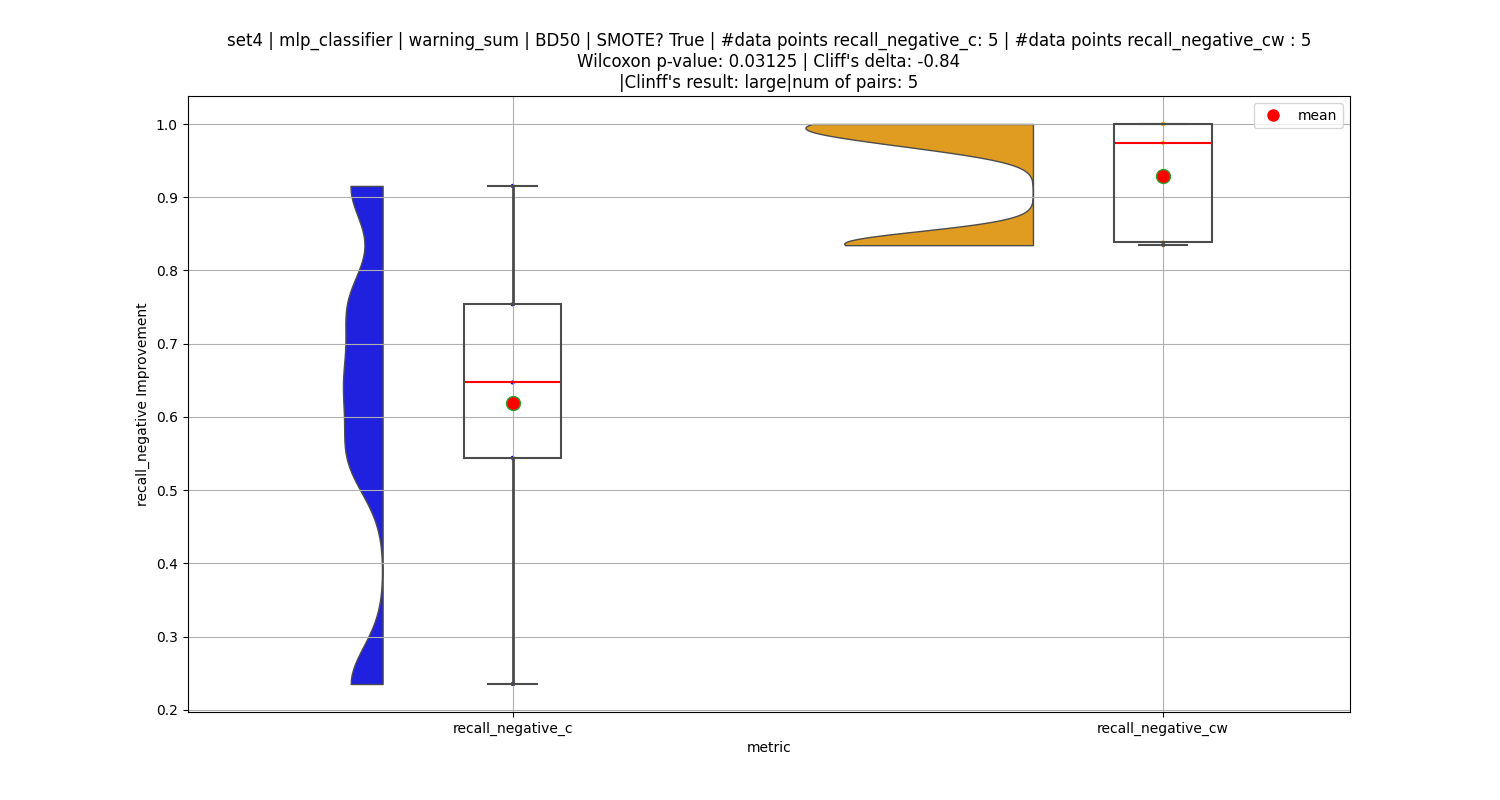 set4 | mlp_classifier | warning_sum | BD50 | SMOTE? True | #data points recall_negative_c: 5 | #data points recall_negative_cw : 5
Wilcoxon p-value: 0.03125 | Cliff's delta: -0.84
|Clinff's result: large|num of pairs: 5
mean
1.0
0.9
0.8
0.7
0.6
0.5
0.4
0.3
0.2
recall_negative Improvement
recall_negative_c
recall_negative_cw
metric